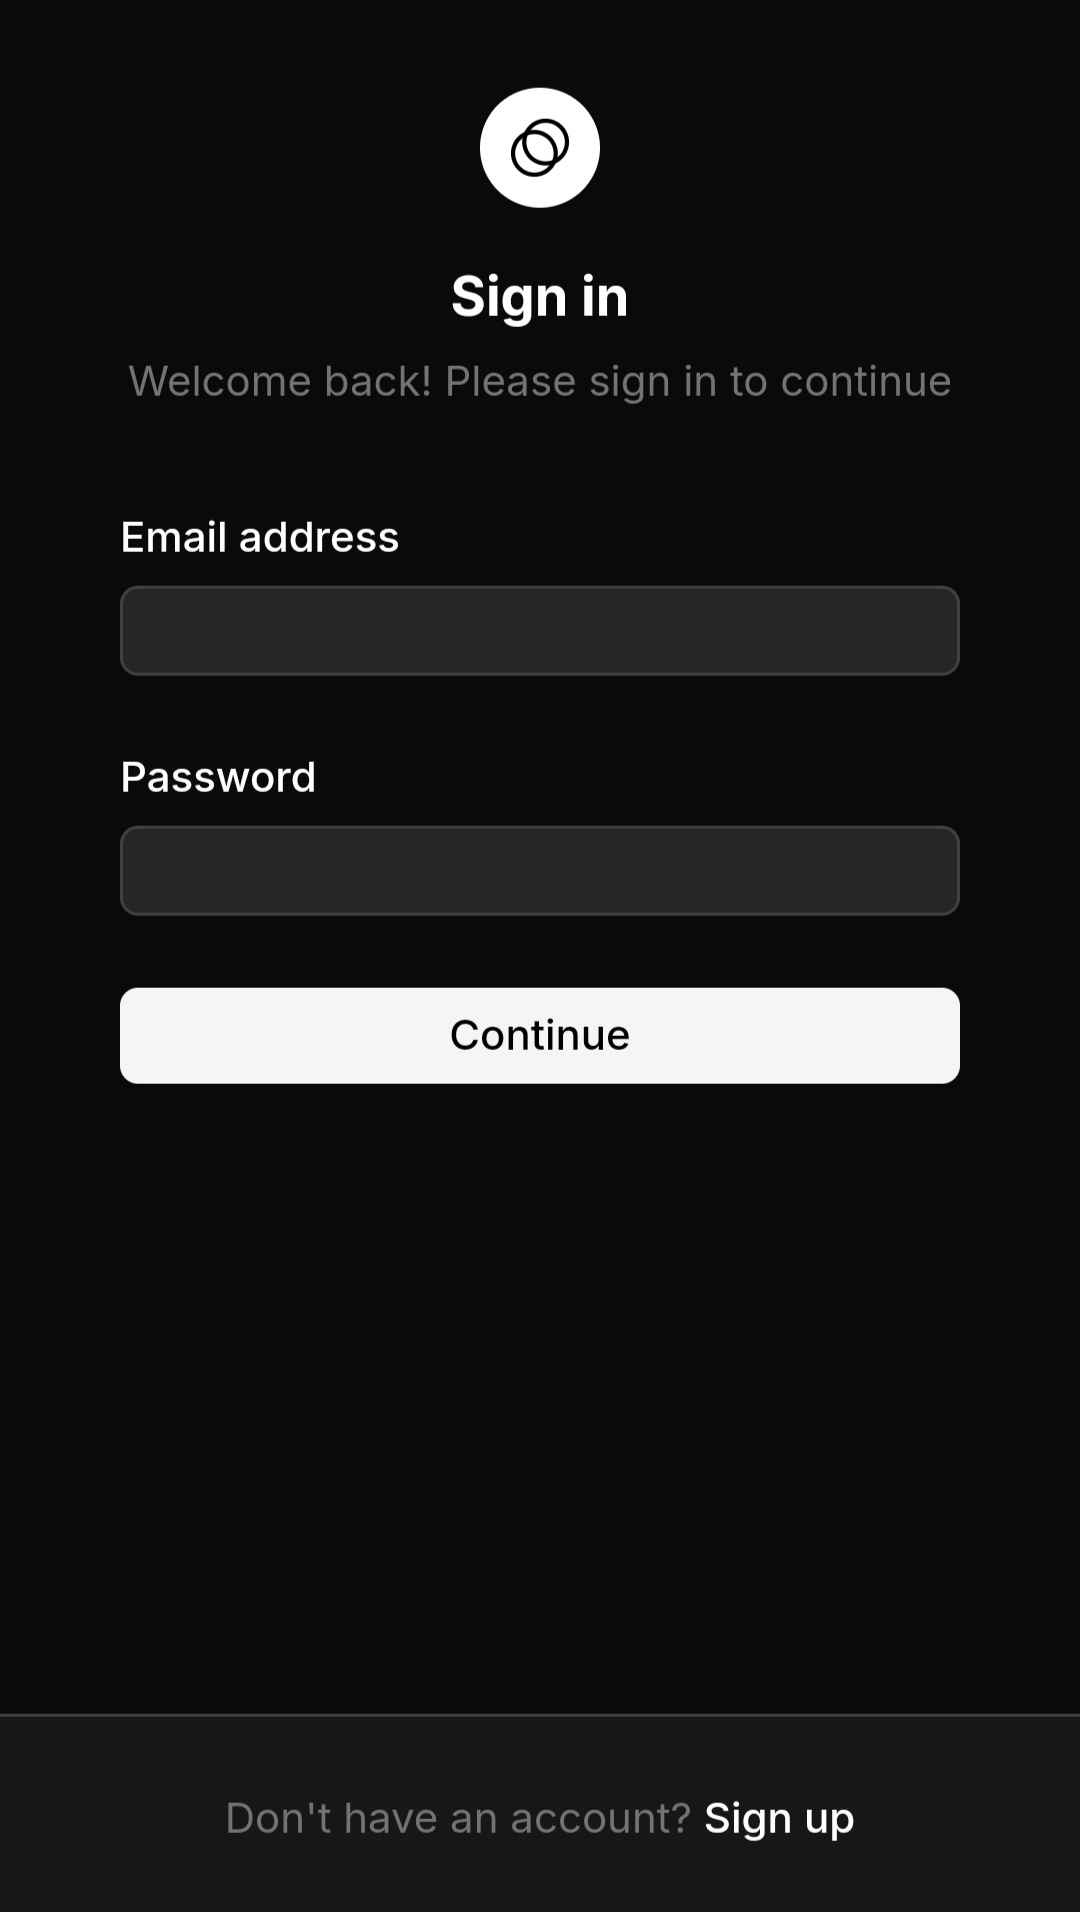 Sign in
Welcome back! Please sign in to continue
Email address
Password
Continue
Don't have an account? Sign up